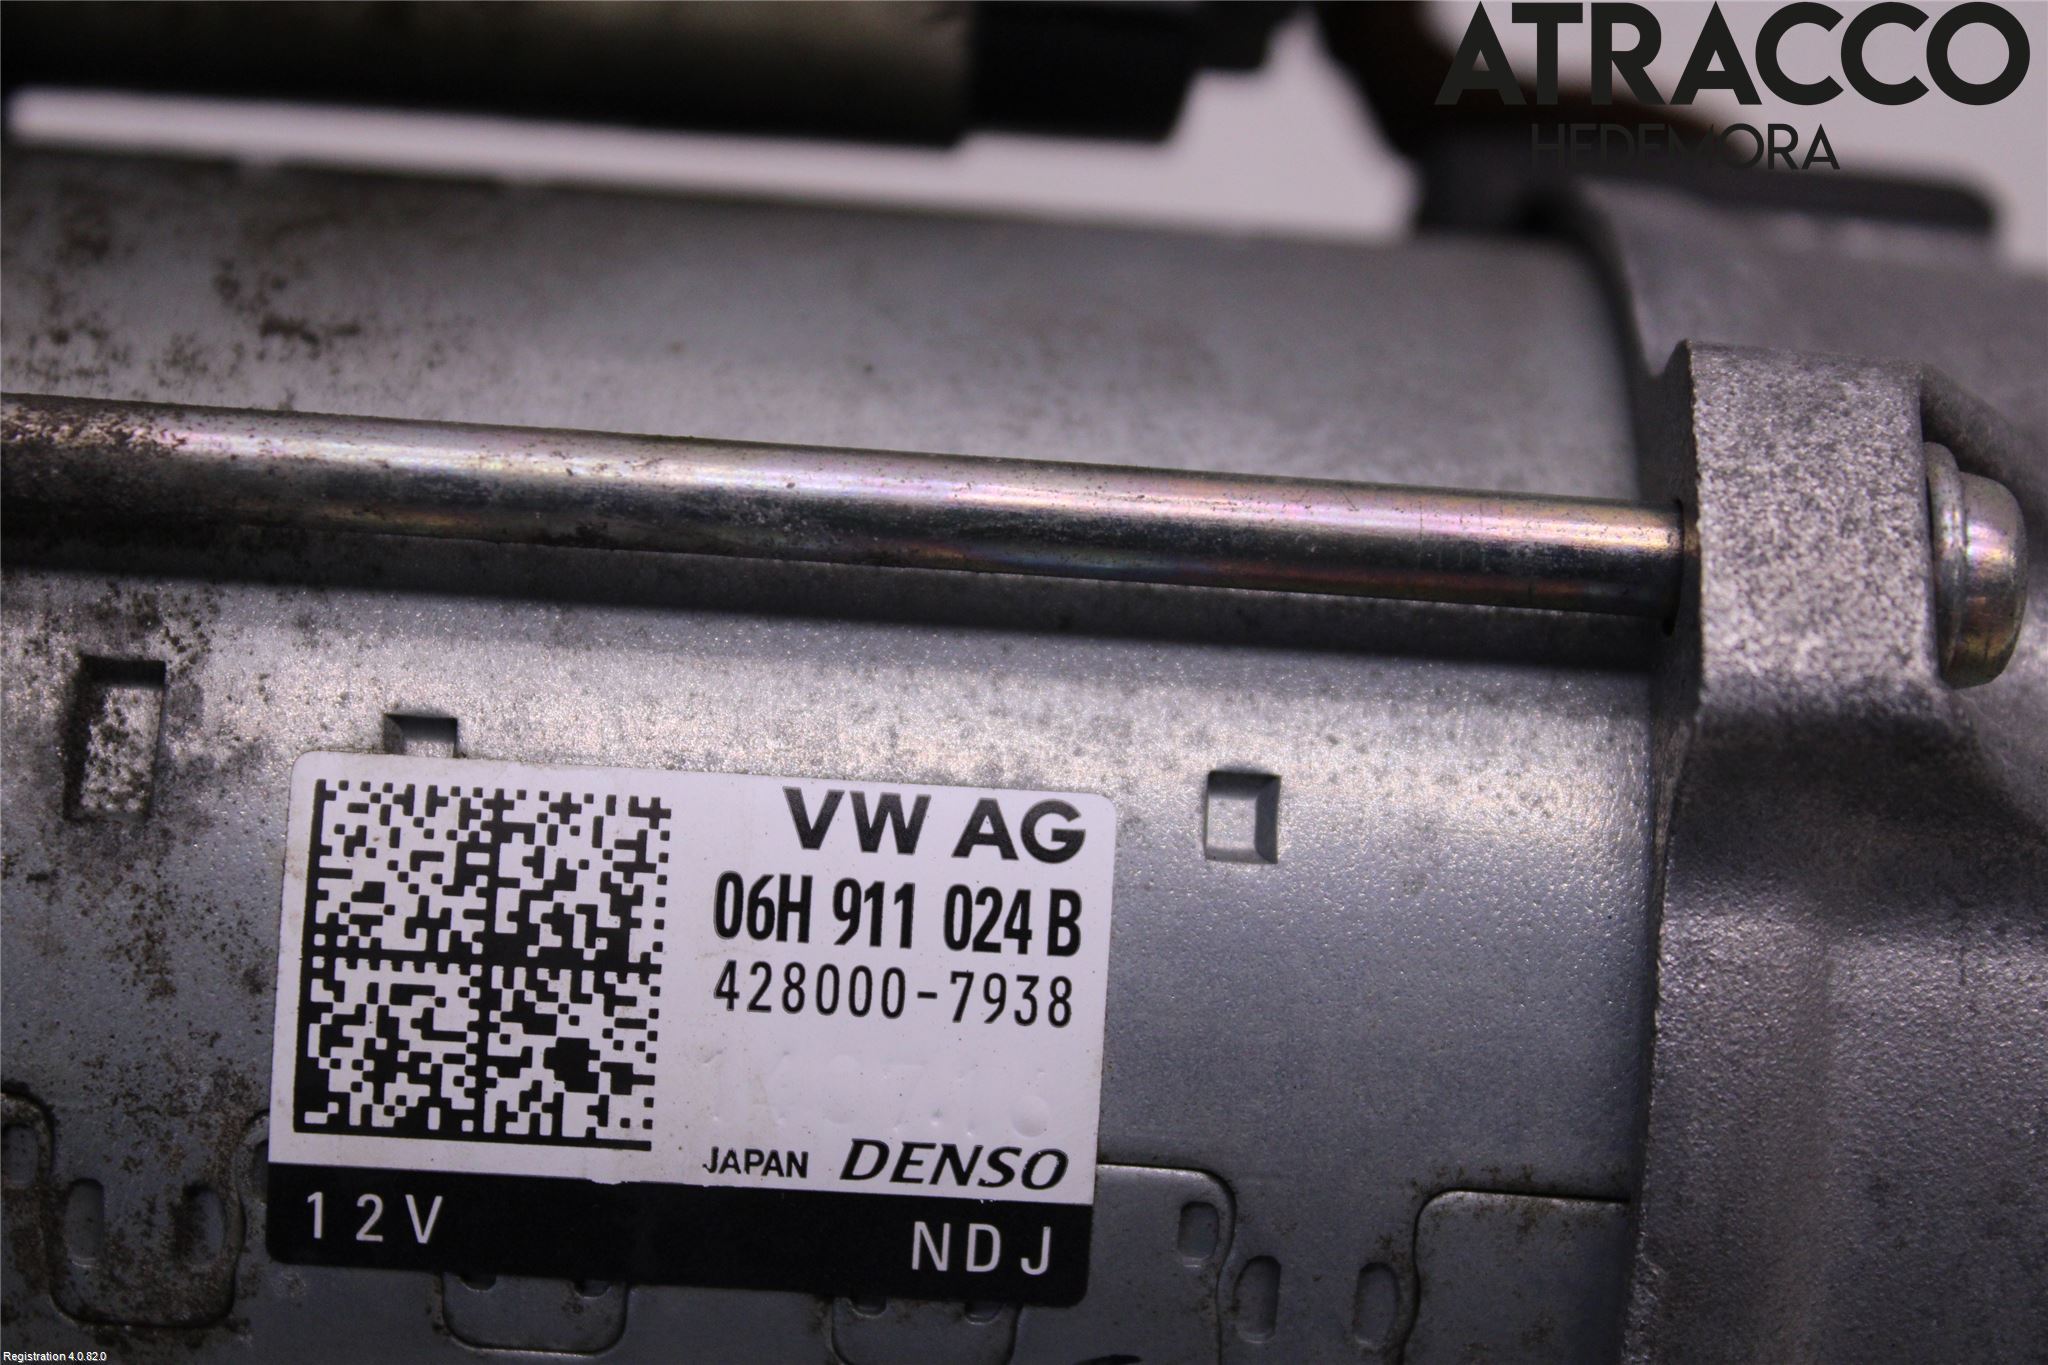 ATRACCO
HEDEMORA
VW AG
06H 911 024 B
428000-7938
JAPAN DENSO
12V NDJ
Registration 4.0.82.0